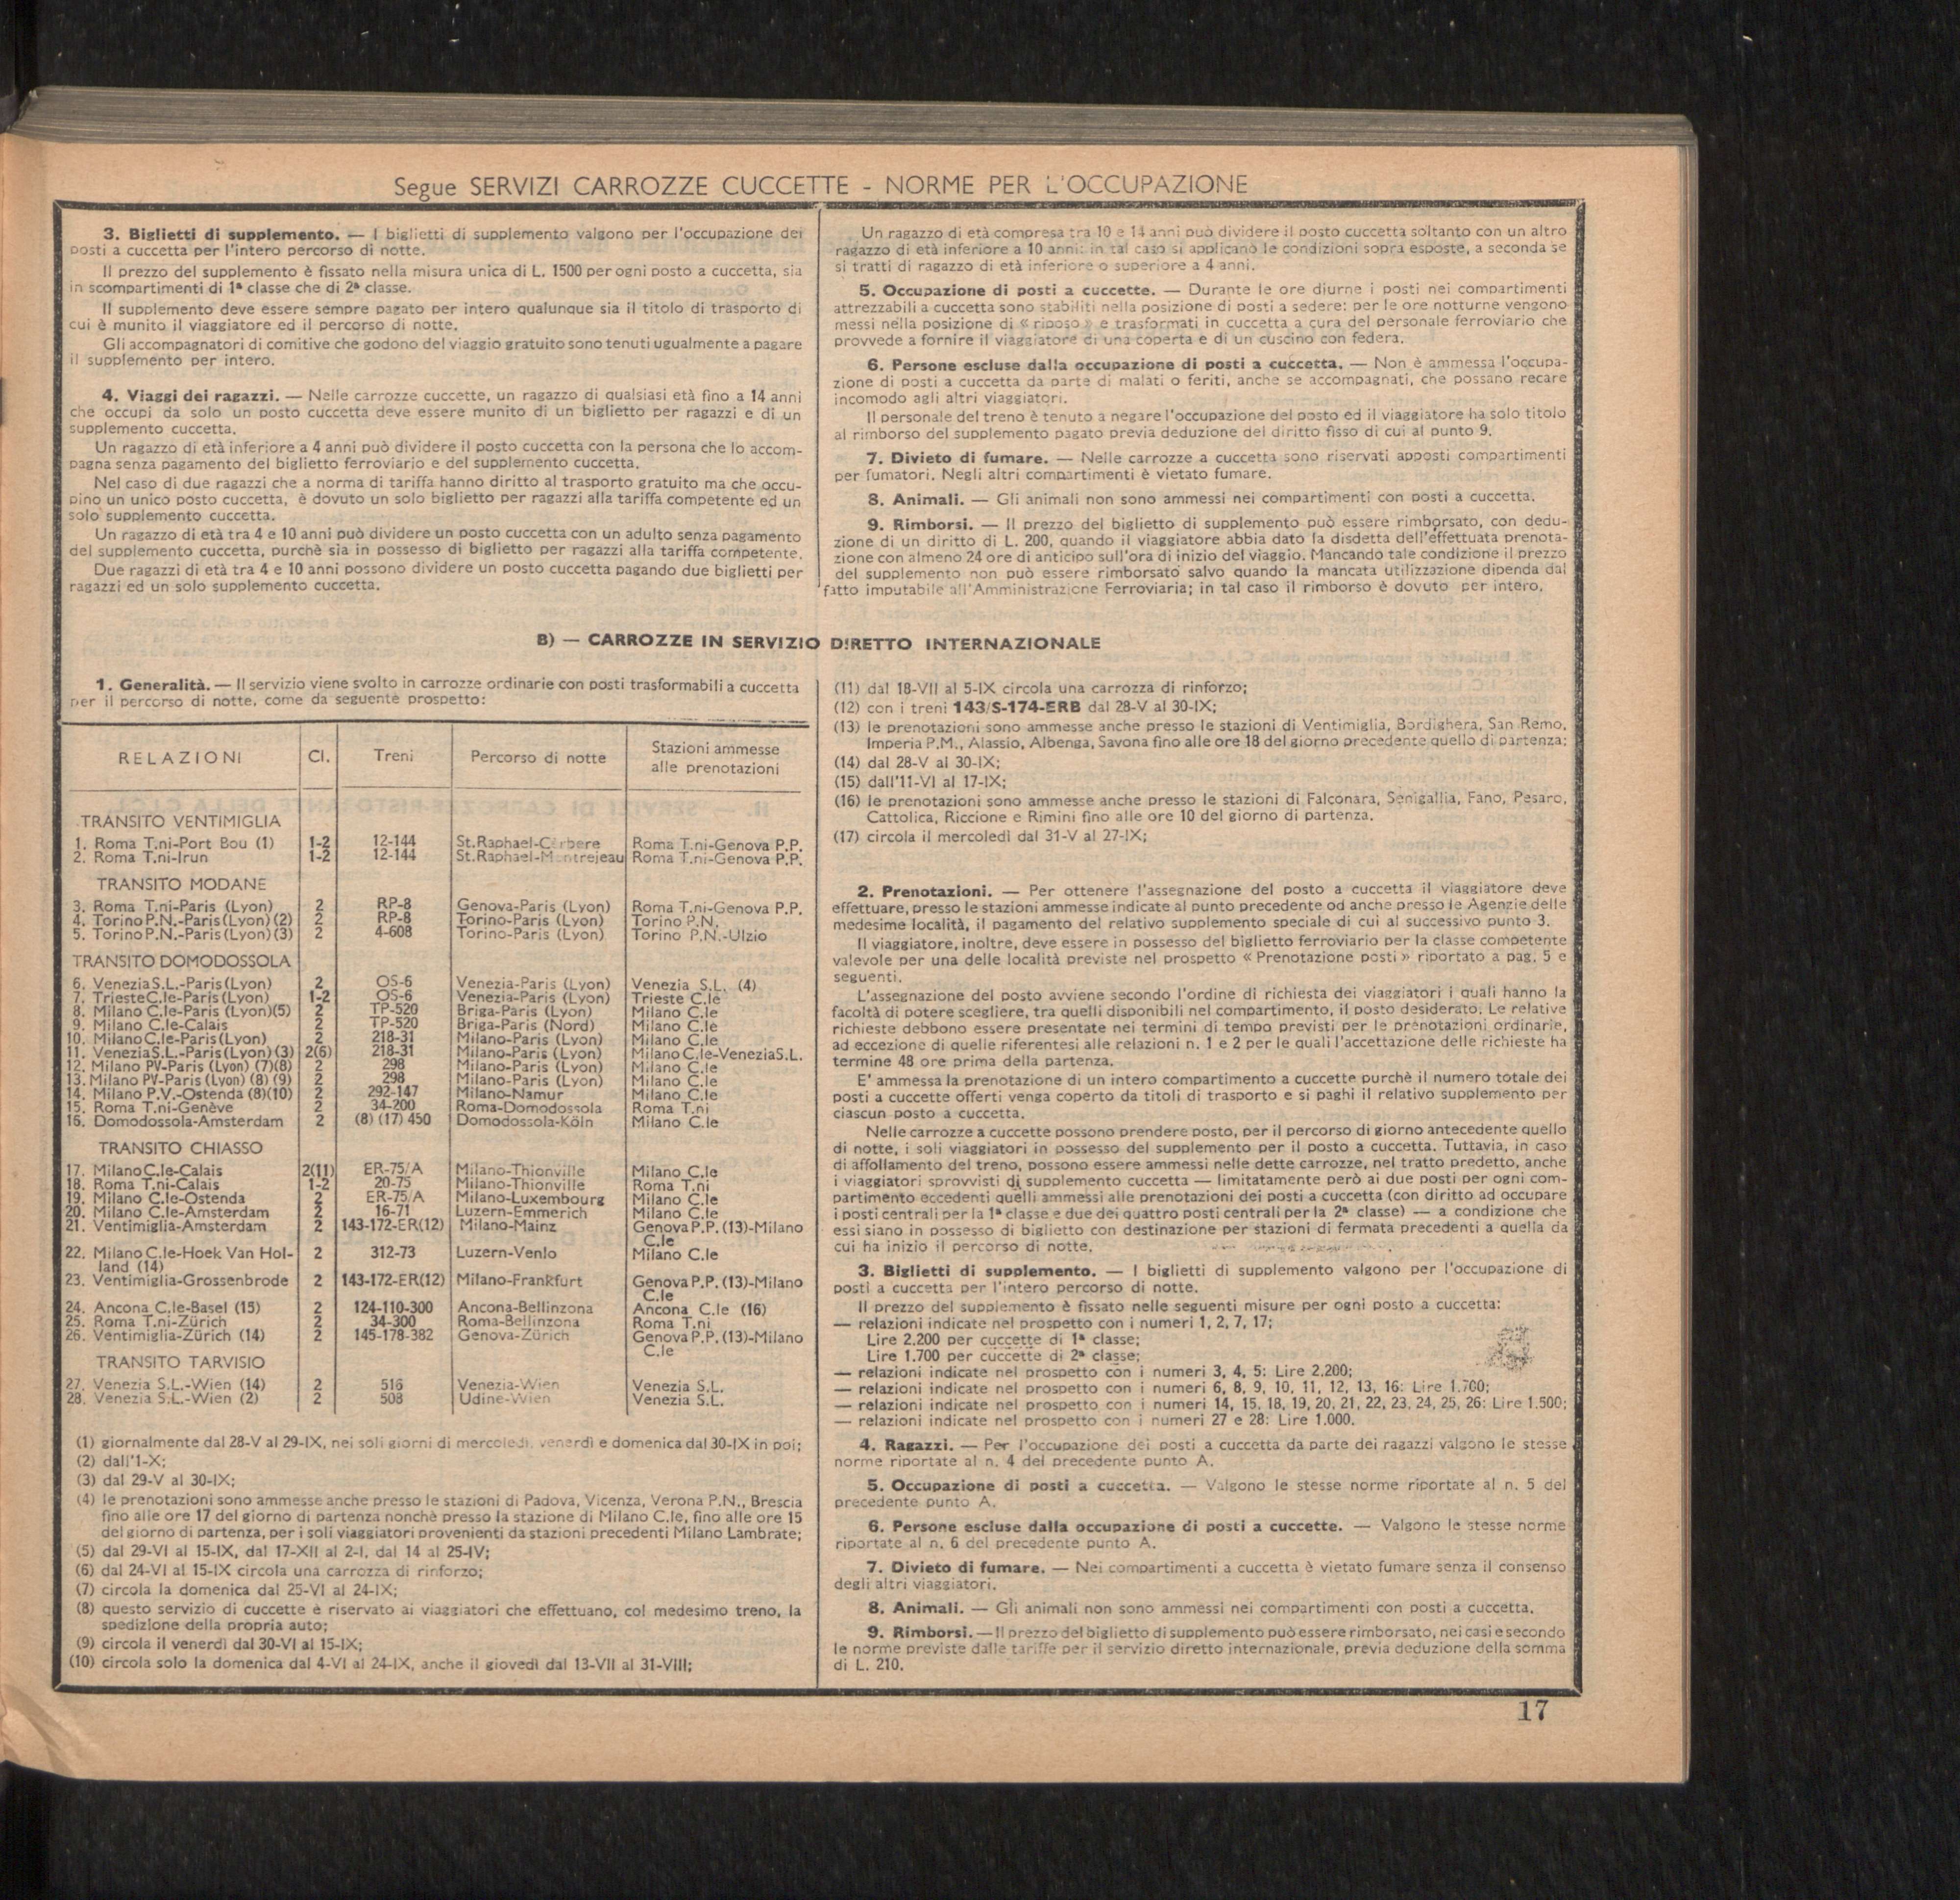 Segue SERVIZI CARROZZE CUCCETTE - NORME PER L'OCCUPAZIONE
3. Biglietti di supplemento. — I biglietti di supplemento valgono per l'occupazione dei
posti a cuccetta per l'intero percorso di notte.
Il prezzo del supplemento è fissato nella misura unica di L. 1500 per ogni posto a cuccetta, sia
in scompartimenti di 1ª classe che di 2ª classe.
Il supplemento deve essere sempre pagato per intero qualunque sia il titolo di trasporto di
cui è munito il viaggiatore ed il percorso di notte.
Gli accompagnatori di comitive che godono del viaggio gratuito sono tenuti ugualmente a pagare
il supplemento per intero.
4. Viaggi dei ragazzi. — Nelle carrozze cuccette, un ragazzo di qualsiasi età fino a 14 anni
che occupi da solo un posto cuccetta deve essere munito di un biglietto per ragazzi e di un
supplemento cuccetta.
Un ragazzo di età inferiore a 4 anni può dividere il posto cuccetta con la persona che lo accom-
pagna senza pagamento del biglietto ferroviario e del supplemento cuccetta.
Nel caso di due ragazzi che a norma di tariffa hanno diritto al trasporto gratuito ma che occu-
pino un unico posto cuccetta, è dovuto un solo biglietto per ragazzi alla tariffa competente ed un
solo supplemento cuccetta.
Un ragazzo di età tra 4 e 10 anni può dividere un posto cuccetta con un adulto senza pagamento
del supplemento cuccetta, purchè sia in possesso di biglietto per ragazzi alla tariffa competente.
Due ragazzi di età tra 4 e 10 anni possono dividere un posto cuccetta pagando due biglietti per
ragazzi ed un solo supplemento cuccetta.
Un ragazzo di età compresa tra 10 e 14 anni può dividere il posto cuccetta soltanto con un altro
ragazzo di età inferiore a 10 anni: in tal caso si applicano le condizioni sopra esposte, a seconda se
si tratti di ragazzo di età inferiore o superiore a 4 anni.
5. Occupazione di posti a cuccette. — Durante le ore diurne i posti nei compartimenti
attrezzabili a cuccetta sono stabiliti nella posizione di posti a sedere; per le ore notturne vengono
messi nella posizione di « riposo » e trasformati in cuccetta a cura del personale ferroviario che
provvede a fornire il viaggiatore di una coperta e di un cuscino con federa.
6. Persone escluse dalla occupazione di posti a cuccetta. — Non è ammessa l'occupa-
zione di posti a cuccetta da parte di malati o feriti, anche se accompagnati, che possano recare
incomodo agli altri viaggiatori.
Il personale del treno è tenuto a negare l'occupazione del posto ed il viaggiatore ha solo titolo
al rimborso del supplemento pagato previa deduzione del diritto fisso di cui al punto 9.
7. Divieto di fumare. — Nelle carrozze a cuccetta sono riservati apposti compartimenti
per fumatori. Negli altri compartimenti è vietato fumare.
8. Animali. — Gli animali non sono ammessi nei compartimenti con posti a cuccetta.
9. Rimborsi. — Il prezzo del biglietto di supplemento può essere rimborsato, con dedu-
zione di un diritto di L. 200, quando il viaggiatore abbia dato la disdetta dell'effettuata prenota-
zione con almeno 24 ore di anticipo sull'ora di inizio del viaggio. Mancando tale condizione il prezzo
del supplemento non può essere rimborsato salvo quando la mancata utilizzazione dipenda dal
fatto imputabile all'Amministrazione Ferroviaria; in tal caso il rimborso è dovuto per intero.
B) — CARROZZE IN SERVIZIO DIRETTO INTERNAZIONALE
1. Generalità. — Il servizio viene svolto in carrozze ordinarie con posti trasformabili a cuccetta
per il percorso di notte, come da seguente prospetto:
RELAZIONI Cl. Treni Percorso di notte Stazioni ammesse
alle prenotazioni
TRANSITO VENTIMIGLIA
1. Roma T.ni-Port Bou (1) 1-2 12-144 St.Raphael-Cerbere Roma T.ni-Genova P.P.
2. Roma T.ni-Irun 1-2 12-144 St.Raphael-Montrejeau Roma T.ni-Genova P.P.
TRANSITO MODANE
3. Roma T.ni-Paris (Lyon) 2 RP-8 Genova-Paris (Lyon) Roma T.ni-Genova P.P.
4. Torino P.N.-Paris (Lyon) (2) 2 RP-8 Torino-Paris (Lyon) Torino P.N.
5. Torino P.N.-Paris (Lyon) (3) 2 4-608 Torino-Paris (Lyon) Torino P.N.-Ulzio
TRANSITO DOMODOSSOLA
6. Venezia S.L.-Paris (Lyon) 2 OS-6 Venezia-Paris (Lyon) Venezia S.L. (4)
7. Trieste C.le-Paris (Lyon) 1-2 OS-6 Venezia-Paris (Lyon) Trieste C.le
8. Milano C.le-Paris (Lyon)(5) 2 TP-520 Briga-Paris (Lyon) Milano C.le
9. Milano C.le-Calais 2 TP-520 Briga-Paris (Nord) Milano C.le
10. Milano C.le-Paris (Lyon) 2 218-31 Milano-Paris (Lyon) Milano C.le
11. Venezia S.L.-Paris (Lyon) (3) 2(6) 218-31 Milano-Paris (Lyon) Milano C.le-Venezia S.L.
12. Milano PV-Paris (Lyon) (7)(8) 2 298 Milano-Paris (Lyon) Milano C.le
13. Milano PV-Paris (Lyon) (8) (9) 2 298 Milano-Paris (Lyon) Milano C.le
14. Milano P.V.-Ostenda (8)(10) 2 292-147 Milano-Namur Milano C.le
15. Roma T.ni-Genève 2 34-200 Roma-Domodossola Roma T.ni
16. Domodossola-Amsterdam 2 (8) (17) 450 Domodossola-Köln Milano C.le
TRANSITO CHIASSO
17. Milano C.le-Calais 2(11) ER-75/A Milano-Thionville Milano C.le
18. Roma T.ni-Calais 1-2 20-75 Milano-Thionville Roma T.ni
19. Milano C.le-Ostenda 2 ER-75/A Milano-Luxembourg Milano C.le
20. Milano C.le-Amsterdam 2 16-71 Luzern-Emmerich Milano C.le
21. Ventimiglia-Amsterdam 2 143-172-ER(12) Milano-Mainz Genova P.P. (13)-Milano
C.le
22. Milano C.le-Hoek Van Hol- 2 312-73 Luzern-Venlo Milano C.le
land (14)
23. Ventimiglia-Grossenbrode 2 143-172-ER(12) Milano-Frankfurt Genova P.P. (13)-Milano
C.le
24. Ancona C.le-Basel (15) 2 124-110-300 Ancona-Bellinzona Ancona C.le (16)
25. Roma T.ni-Zürich 2 34-300 Roma-Bellinzona Roma T.ni
26. Ventimiglia-Zürich (14) 2 145-178-382 Genova-Zürich Genova P.P. (13)-Milano
C.le
TRANSITO TARVISIO
27. Venezia S.L.-Wien (14) 2 516 Venezia-Wien Venezia S.L.
28. Venezia S.L.-Wien (2) 2 508 Udine-Wien Venezia S.L.
(1) giornalmente dal 28-V al 29-IX, nei soli giorni di mercoledì, venerdì e domenica dal 30-IX in poi;
(2) dall'1-X;
(3) dal 29-V al 30-IX;
(4) le prenotazioni sono ammesse anche presso le stazioni di Padova, Vicenza, Verona P.N., Brescia
fino alle ore 17 del giorno di partenza nonchè presso la stazione di Milano C.le, fino alle ore 15
del giorno di partenza, per i soli viaggiatori provenienti da stazioni precedenti Milano Lambrate;
(5) dal 29-VI al 15-IX, dal 17-XII al 2-I, dal 14 al 25-IV;
(6) dal 24-VI al 15-IX circola una carrozza di rinforzo;
(7) circola la domenica dal 25-VI al 24-IX;
(8) questo servizio di cuccette è riservato ai viaggiatori che effettuano, col medesimo treno, la
spedizione della propria auto;
(9) circola il venerdì dal 30-VI al 15-IX;
(10) circola solo la domenica dal 4-VI al 24-IX, anche il giovedì dal 13-VII al 31-VIII;
(11) dal 18-VII al 5-IX circola una carrozza di rinforzo;
(12) con i treni 143/S-174-ERB dal 28-V al 30-IX;
(13) le prenotazioni sono ammesse anche presso le stazioni di Ventimiglia, Bordighera, San Remo,
Imperia P.M., Alassio, Albenga, Savona fino alle ore 18 del giorno precedente quello di partenza;
(14) dal 28-V al 30-IX;
(15) dall'11-VI al 17-IX;
(16) le prenotazioni sono ammesse anche presso le stazioni di Falconara, Senigallia, Fano, Pesaro,
Cattolica, Riccione e Rimini fino alle ore 10 del giorno di partenza.
(17) circola il mercoledì dal 31-V al 27-IX;
2. Prenotazioni. — Per ottenere l'assegnazione del posto a cuccetta il viaggiatore deve
effettuare, presso le stazioni ammesse indicate al punto precedente od anche presso le Agenzie delle
medesime località, il pagamento del relativo supplemento speciale di cui al successivo punto 3.
Il viaggiatore, inoltre, deve essere in possesso del biglietto ferroviario per la classe competente
valevole per una delle località previste nel prospetto « Prenotazione posti » riportato a pag. 5 e
seguenti.
L'assegnazione del posto avviene secondo l'ordine di richiesta dei viaggiatori i quali hanno la
facoltà di potere scegliere, tra quelli disponibili nel compartimento, il posto desiderato. Le relative
richieste debbono essere presentate nei termini di tempo previsti per le prenotazioni ordinarie,
ad eccezione di quelle riferentesi alle relazioni n. 1 e 2 per le quali l'accettazione delle richieste ha
termine 48 ore prima della partenza.
E' ammessa la prenotazione di un intero compartimento a cuccette purchè il numero totale dei
posti a cuccette offerti venga coperto da titoli di trasporto e si paghi il relativo supplemento per
ciascun posto a cuccetta.
Nelle carrozze a cuccette possono prendere posto, per il percorso di giorno antecedente quello
di notte, i soli viaggiatori in possesso del supplemento per il posto a cuccetta. Tuttavia, in caso
di affollamento del treno, possono essere ammessi nelle dette carrozze, nel tratto predetto, anche
i viaggiatori sprovvisti di supplemento cuccetta — limitatamente però ai due posti per ogni com-
partimento eccedenti quelli ammessi alle prenotazioni dei posti a cuccetta (con diritto ad occupare
i posti centrali per la 1ª classe e due dei quattro posti centrali per la 2ª classe) — a condizione che
essi siano in possesso di biglietto con destinazione per stazioni di fermata precedenti a quella da
cui ha inizio il percorso di notte.
3. Biglietti di supplemento. — I biglietti di supplemento valgono per l'occupazione di
posti a cuccetta per l'intero percorso di notte.
Il prezzo del supplemento è fissato nelle seguenti misure per ogni posto a cuccetta:
— relazioni indicate nel prospetto con i numeri 1, 2, 7, 17;
Lire 2.200 per cuccette di 1ª classe;
Lire 1.700 per cuccette di 2ª classe;
— relazioni indicate nel prospetto con i numeri 3, 4, 5: Lire 2.200;
— relazioni indicate nel prospetto con i numeri 6, 8, 9, 10, 11, 12, 13, 16: Lire 1.700;
— relazioni indicate nel prospetto con i numeri 14, 15, 18, 19, 20, 21, 22, 23, 24, 25, 26: Lire 1.500;
— relazioni indicate nel prospetto con i numeri 27 e 28: Lire 1.000.
4. Ragazzi. — Per l'occupazione dei posti a cuccetta da parte dei ragazzi valgono le stesse
norme riportate al n. 4 del precedente punto A.
5. Occupazione di posti a cuccetta. — Valgono le stesse norme riportate al n. 5 del
precedente punto A.
6. Persone escluse dalla occupazione di posti a cuccette. — Valgono le stesse norme
riportate al n. 6 del precedente punto A.
7. Divieto di fumare. — Nei compartimenti a cuccetta è vietato fumare senza il consenso
degli altri viaggiatori.
8. Animali. — Gli animali non sono ammessi nei compartimenti con posti a cuccetta.
9. Rimborsi. — Il prezzo del biglietto di supplemento può essere rimborsato, nei casi e secondo
le norme previste dalle tariffe per il servizio diretto internazionale, previa deduzione della somma
di L. 210.
17